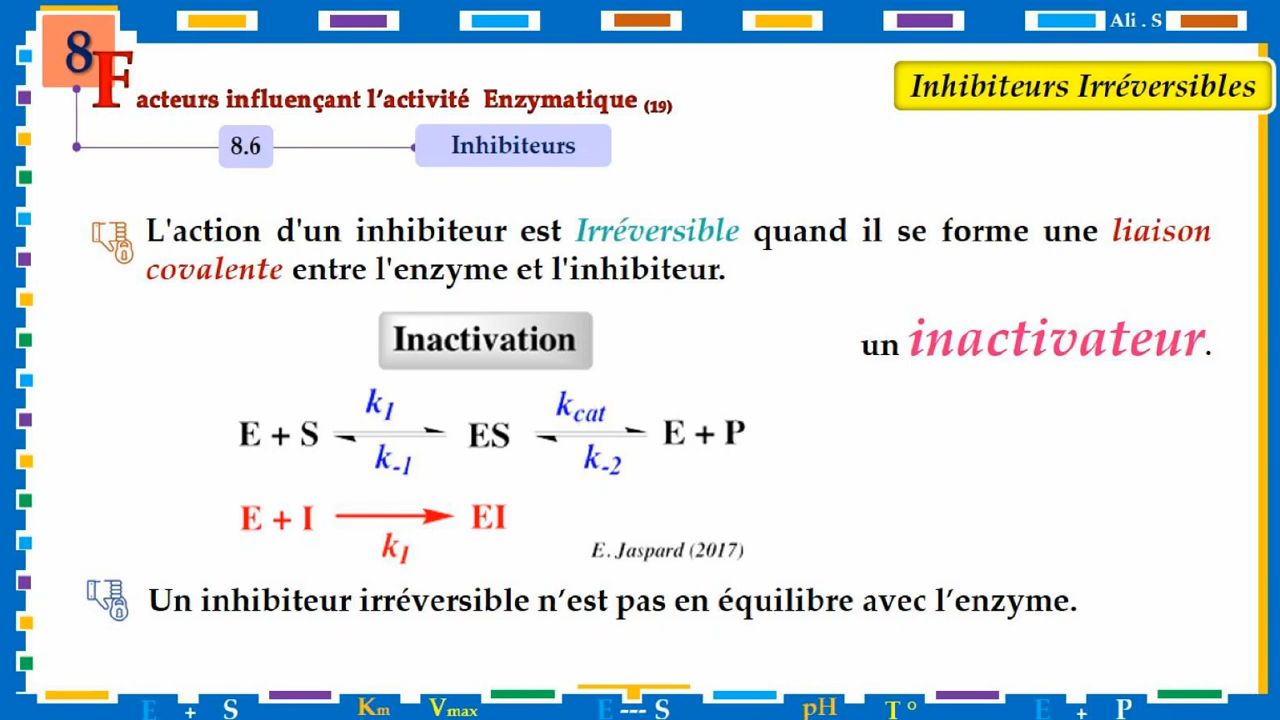 Ali . S
8
Facteurs influençant l’activité Enzymatique (19)
Inhibiteurs Irréversibles
8.6
Inhibiteurs
L'action d'un inhibiteur est Irréversible quand il se forme une liaison
covalente entre l'enzyme et l'inhibiteur.
Inactivation
un inactivateur.
k1 kcat
E + S ES E + P
k-1 k-2
E + I EI
kI
E. Jaspard (2017)
Un inhibiteur irréversible n’est pas en équilibre avec l’enzyme.
E + S Km Vmax E --- S pH T° E + P